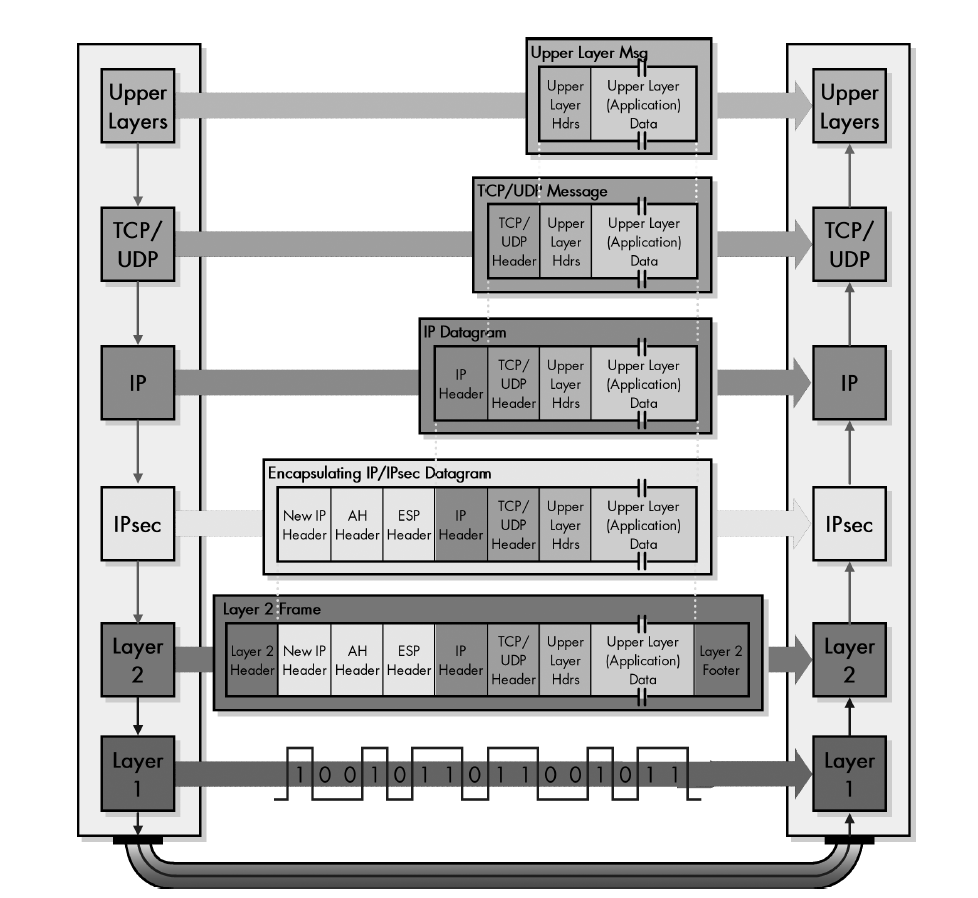 Upper Layer Msg
Upper
Layers
Upper
Layer
Hdrs
Upper Layer
(Application)
Data
Upper
Layers
TCP/UDP Message
TCP/
UDP
TCP/
UDP
Header
Upper
Layer
Hdrs
Upper Layer
(Application)
Data
TCP/
UDP
IP Datagram
IP
IP
Header
TCP/
UDP
Header
Upper
Layer
Hdrs
Upper Layer
(Application)
Data
IP
Encapsulating IP/IPsec Datagram
IPsec
New IP
Header
AH
Header
ESP
Header
IP
Header
TCP/
UDP
Header
Upper
Layer
Hdrs
Upper Layer
(Application)
Data
IPsec
Layer 2 Frame
Layer
2
Layer 2
Header
New IP
Header
AH
Header
ESP
Header
IP
Header
TCP/
UDP
Header
Upper
Layer
Hdrs
Upper Layer
(Application)
Data
Layer 2
Footer
Layer
2
Layer
1
1 0 0 1 0 1 1 0 1 1 0 0 1 0 1 1
Layer
1